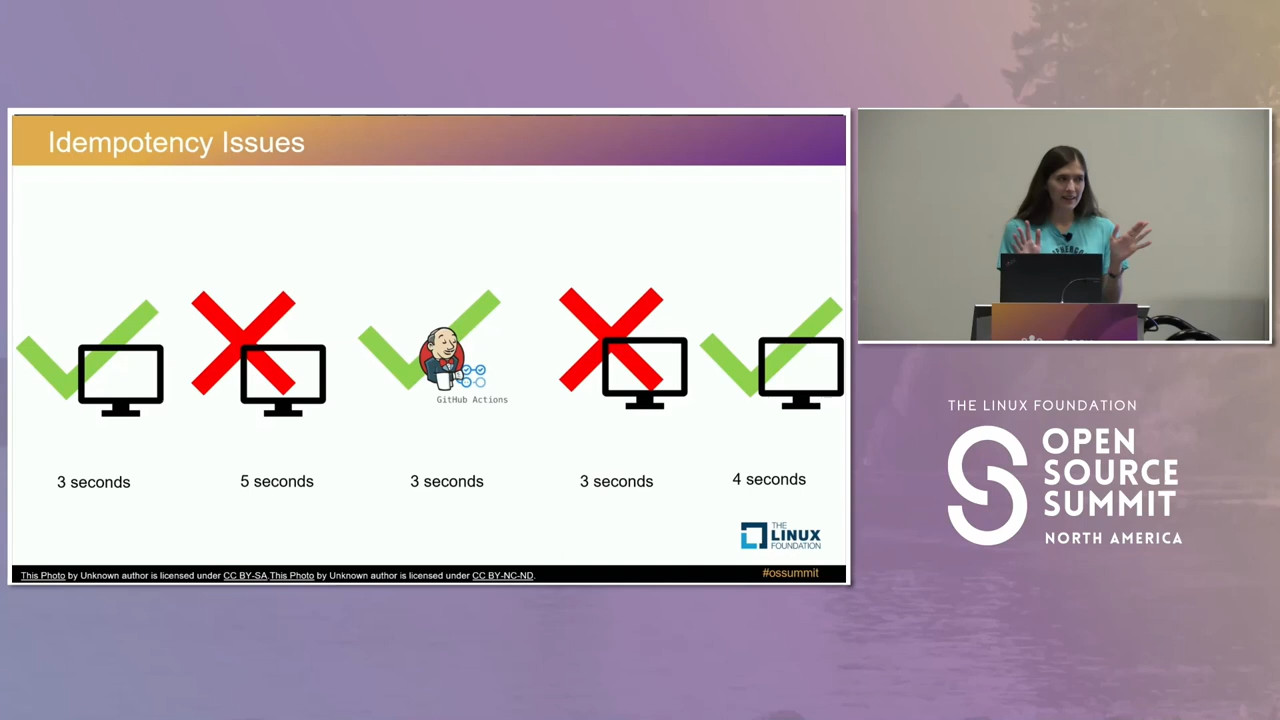 Idempotency Issues
GitHub Actions
3 seconds
5 seconds
3 seconds
3 seconds
4 seconds
THE
LINUX
FOUNDATION
This Photo by Unknown author is licensed under CC BY-SA.This Photo by Unknown author is licensed under CC BY-NC-ND.
#ossummit
THE LINUX FOUNDATION
OPEN
SOURCE
SUMMIT
NORTH AMERICA